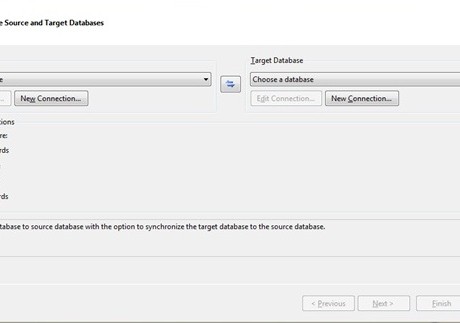 e Source and Target Databases
Target Database
e
Choose a database
...
New Connection...
Edit Connection...
New Connection...
tions
re:
rds
rds
tabase to source database with the option to synchronize the target database to the source database.
< Previous
Next >
Finish